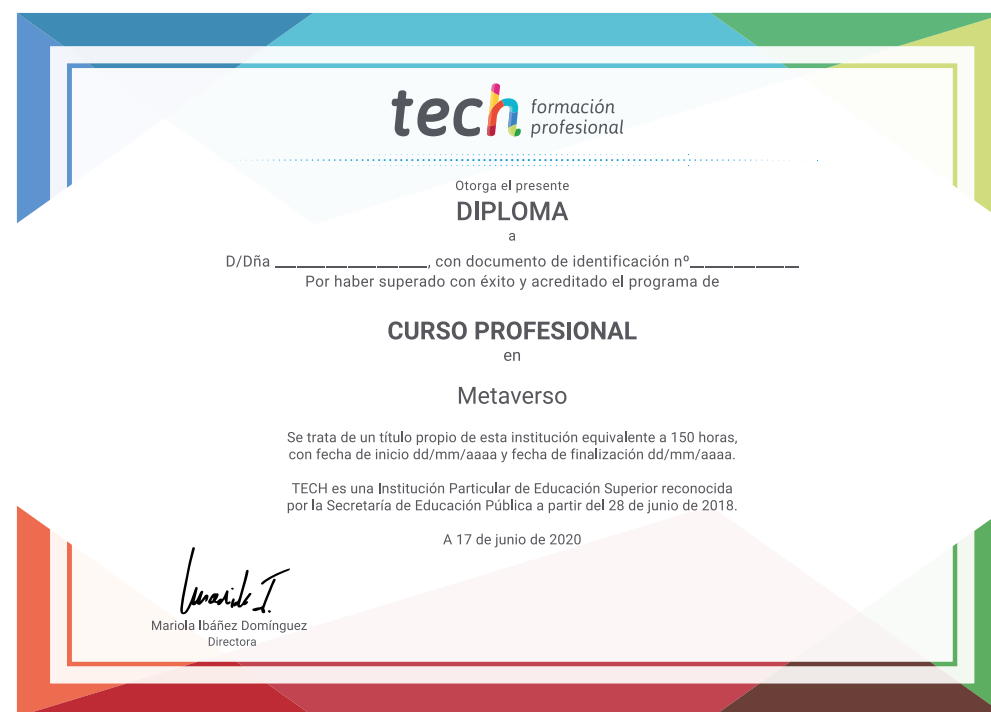 tech formación
profesional
Otorga el presente
DIPLOMA
a
D/Dña ____________________, con documento de identificación nº______________
Por haber superado con éxito y acreditado el programa de
CURSO PROFESIONAL
en
Metaverso
Se trata de un título propio de esta institución equivalente a 150 horas,
con fecha de inicio dd/mm/aaaa y fecha de finalización dd/mm/aaaa.
TECH es una Institución Particular de Educación Superior reconocida
por la Secretaría de Educación Pública a partir del 28 de junio de 2018.
A 17 de junio de 2020
Mariola Ibáñez Domínguez
Directora